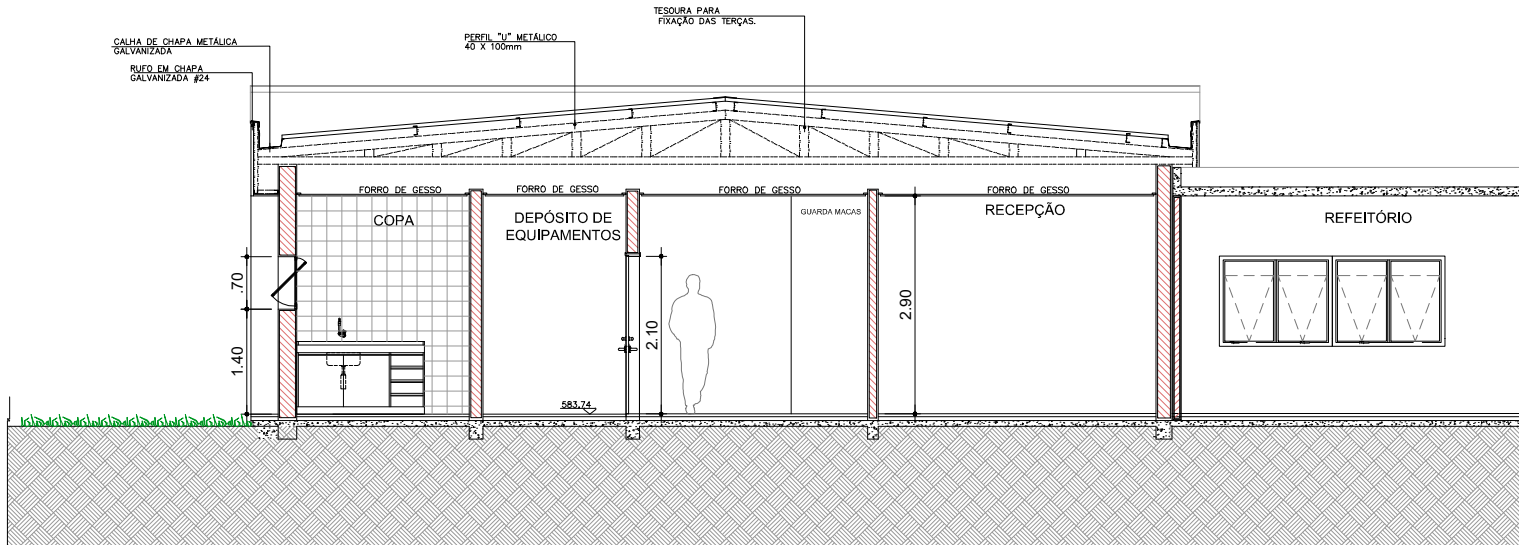 TESOURA PARA
FIXAÇÃO DAS TERÇAS.
CALHA DE CHAPA METÁLICA
GALVANIZADA
PERFIL "U" METÁLICO
40 X 100mm
RUFO EM CHAPA
GALVANIZADA #24
FORRO DE GESSO
FORRO DE GESSO
FORRO DE GESSO
FORRO DE GESSO
COPA
DEPÓSITO DE
EQUIPAMENTOS
GUARDA MACAS
RECEPÇÃO
REFEITÓRIO
.70
1.40
2.10
2.90
583,74